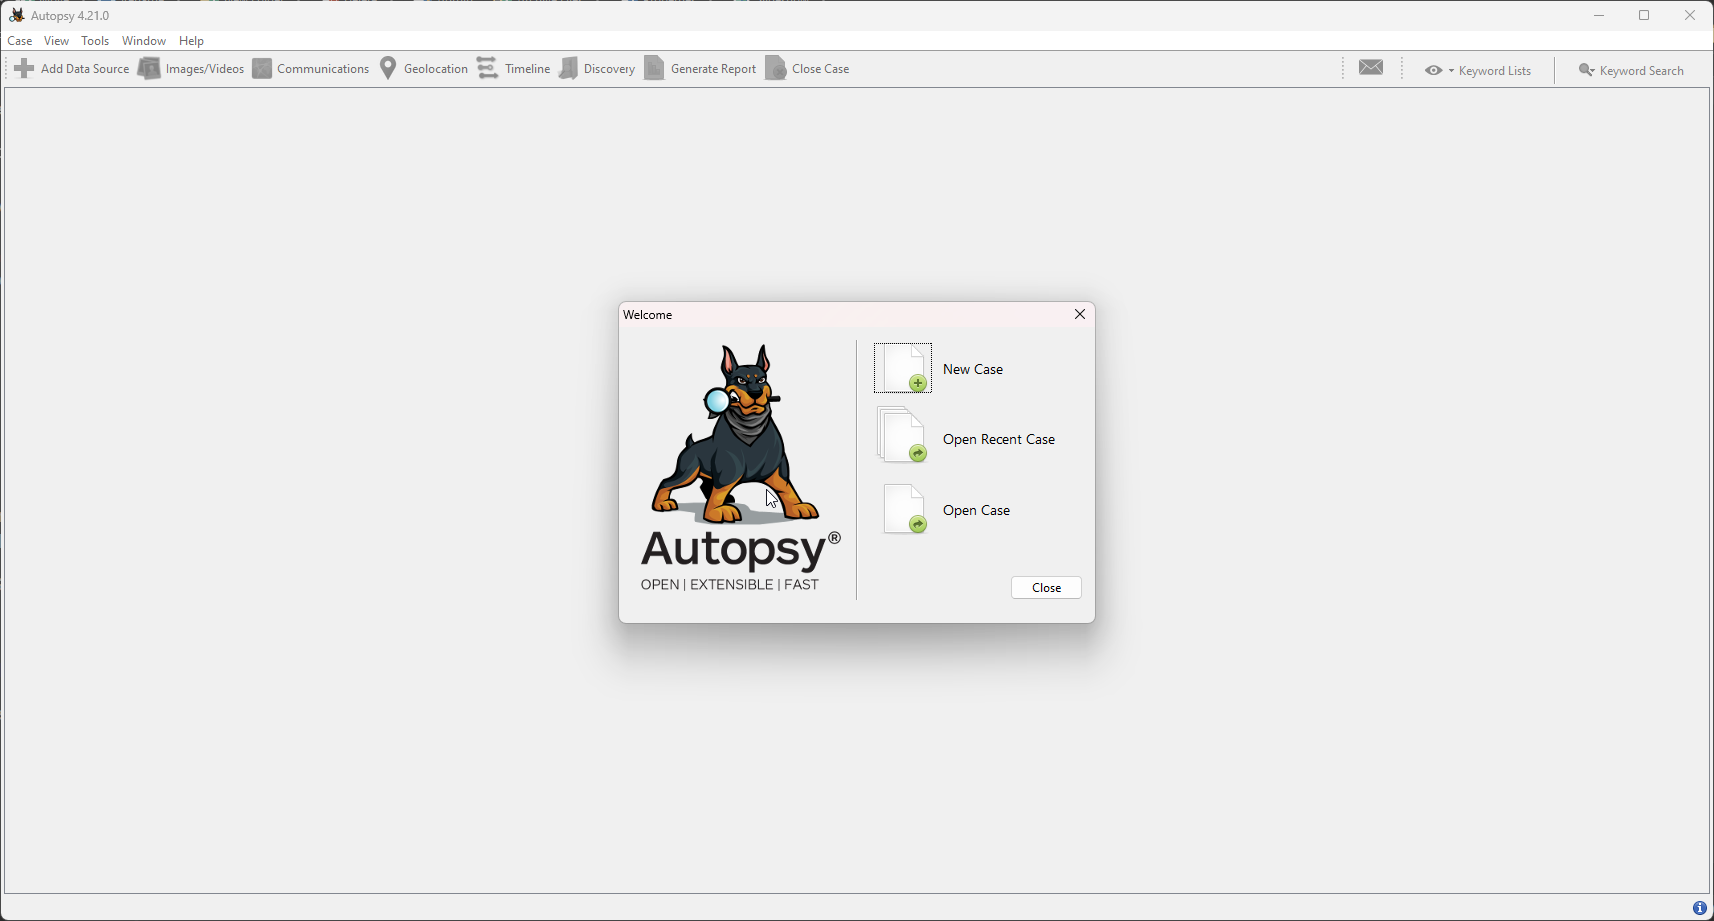 Autopsy 4.21.0
Case View Tools Window Help
Add Data Source Images/Videos Communications Geolocation Timeline Discovery Generate Report Close Case Keyword Lists Keyword Search
Welcome
New Case
Open Recent Case
Open Case
Autopsy®
OPEN | EXTENSIBLE | FAST
Close